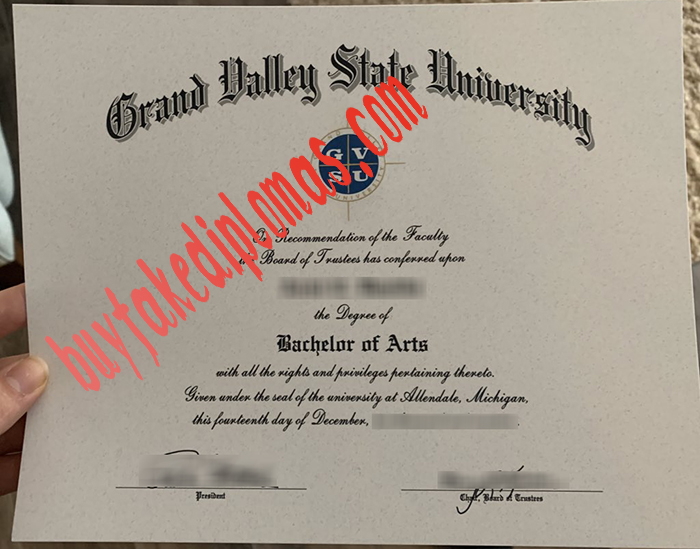 Grand Valley State University
G V
S U
UNIVERSITY
On Recommendation of the Faculty
the Board of Trustees has conferred upon
the Degree of
Bachelor of Arts
with all the rights and privileges pertaining thereto.
Given under the seal of the university at Allendale, Michigan,
this fourteenth day of December,
President
Chair, Board of Trustees
buyfakediplomas.com